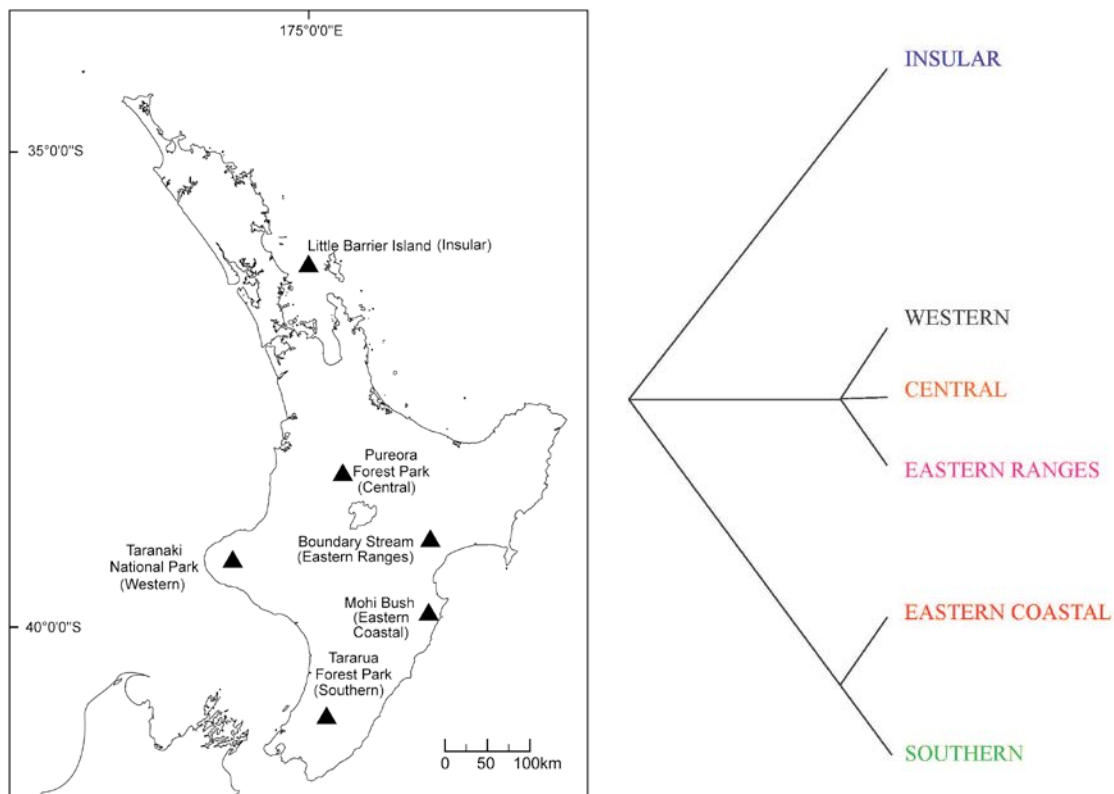 175°0'0"E
35°0'0"S
Little Barrier Island (Insular)
Pureora
Forest Park
(Central)
Boundary Stream
(Eastern Ranges)
Taranaki
National Park
(Western)
Mohi Bush
(Eastern
Coastal)
40°0'0"S
Tararua
Forest Park
(Southern)
0 50 100km
INSULAR
WESTERN
CENTRAL
EASTERN RANGES
EASTERN COASTAL
SOUTHERN